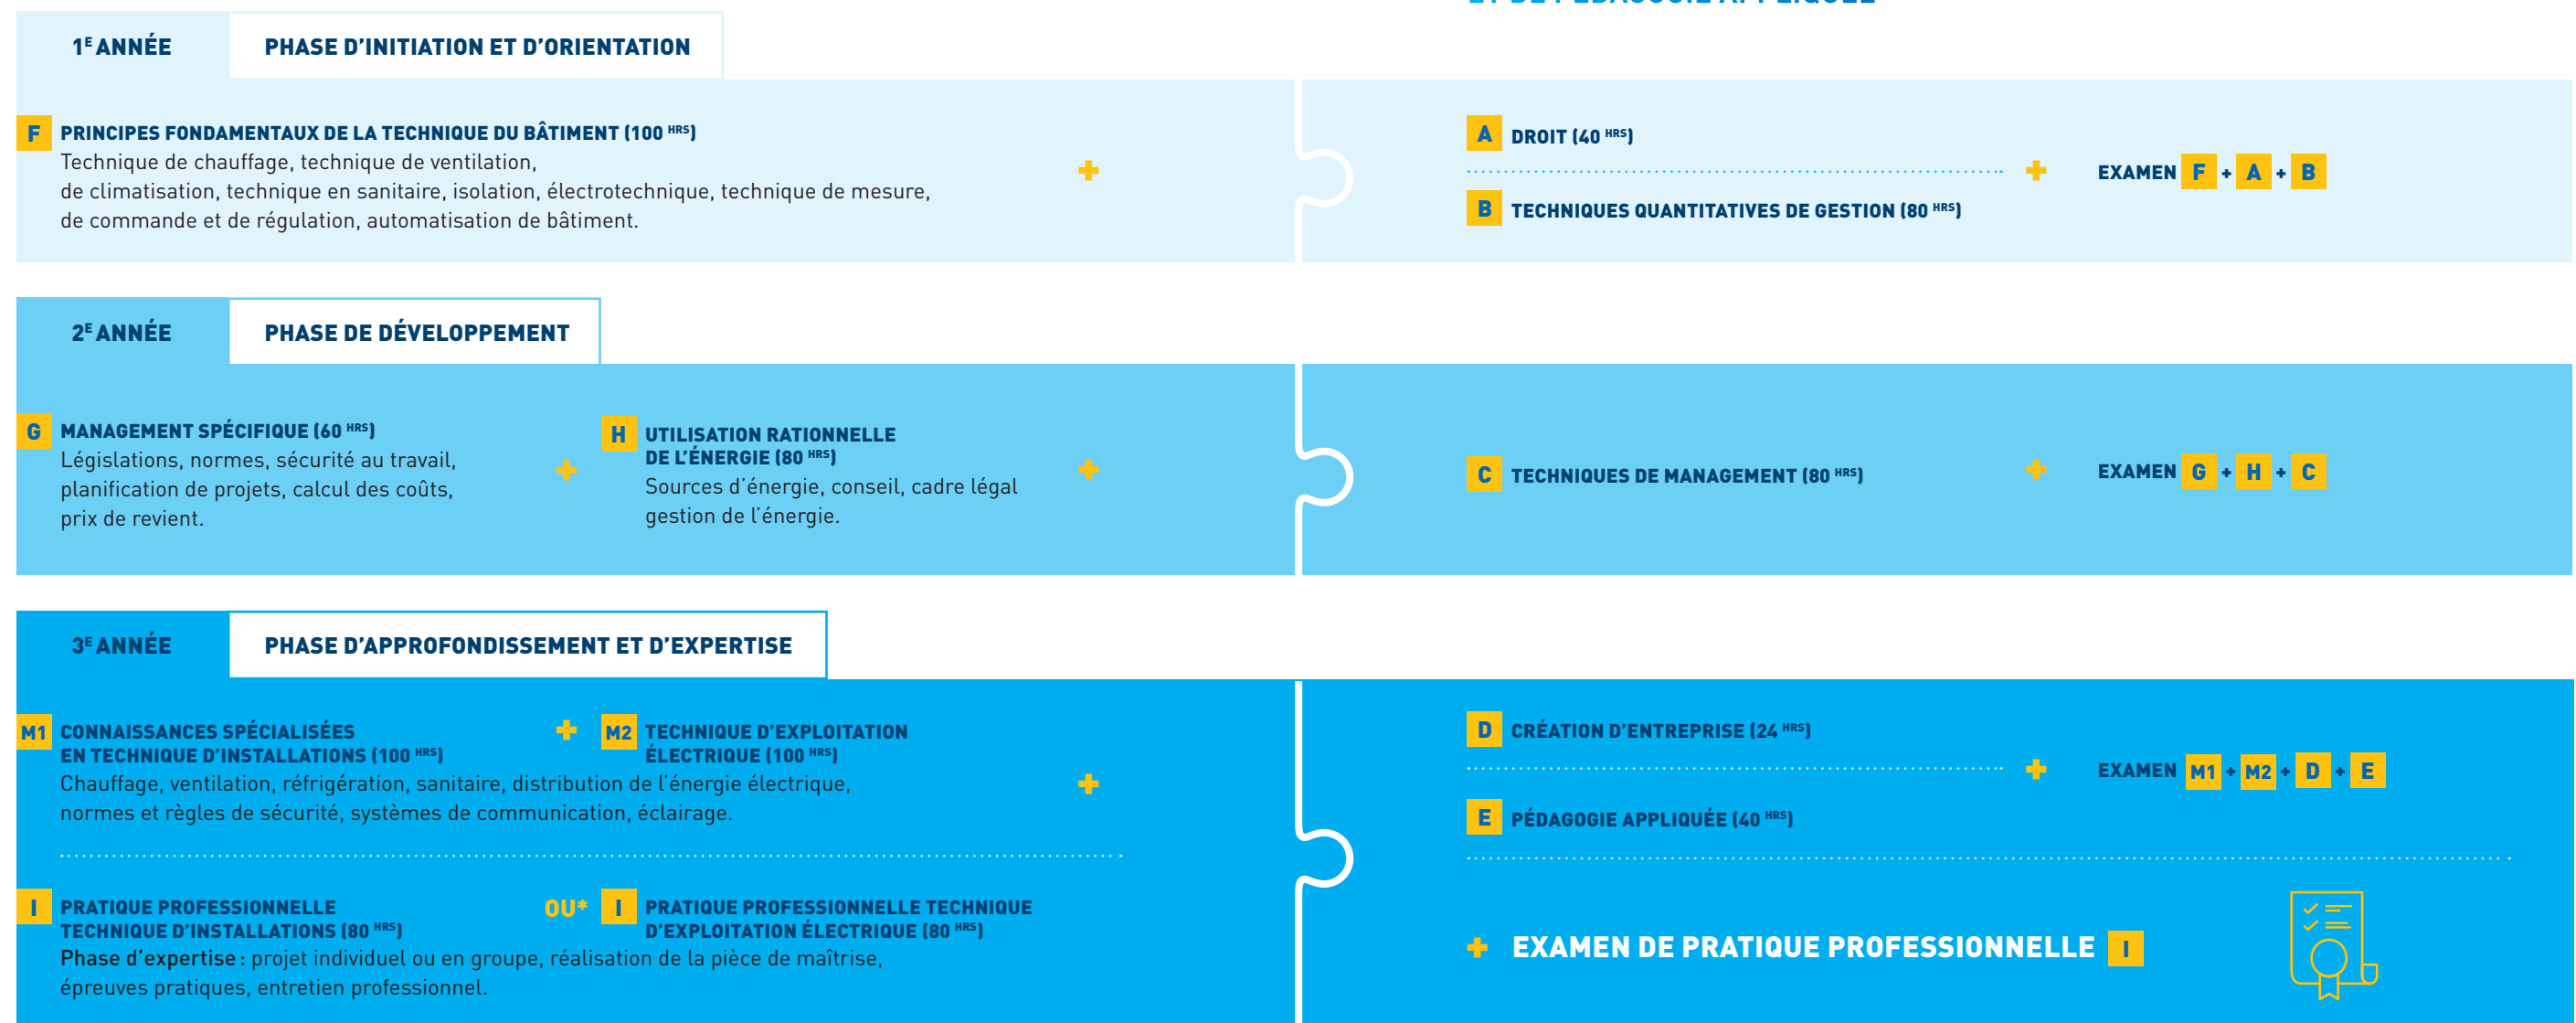 ET DE PÉDAGOGIE APPLIQUÉE
1E ANNÉE
PHASE D'INITIATION ET D'ORIENTATION
F PRINCIPES FONDAMENTAUX DE LA TECHNIQUE DU BÂTIMENT (100 HRS)
Technique de chauffage, technique de ventilation,
de climatisation, technique en sanitaire, isolation, électrotechnique, technique de mesure,
de commande et de régulation, automatisation de bâtiment.
+
A DROIT (40 HRS)
B TECHNIQUES QUANTITATIVES DE GESTION (80 HRS)
+
EXAMEN F + A + B
2E ANNÉE
PHASE DE DÉVELOPPEMENT
G MANAGEMENT SPÉCIFIQUE (60 HRS)
Législations, normes, sécurité au travail,
planification de projets, calcul des coûts,
prix de revient.
+
H UTILISATION RATIONNELLE
DE L'ÉNERGIE (80 HRS)
Sources d'énergie, conseil, cadre légal
gestion de l'énergie.
+
C TECHNIQUES DE MANAGEMENT (80 HRS)
+
EXAMEN G + H + C
3E ANNÉE
PHASE D'APPROFONDISSEMENT ET D'EXPERTISE
M1 CONNAISSANCES SPÉCIALISÉES
EN TECHNIQUE D'INSTALLATIONS (100 HRS)
+
M2 TECHNIQUE D'EXPLOITATION
ÉLECTRIQUE (100 HRS)
Chauffage, ventilation, réfrigération, sanitaire, distribution de l'énergie électrique,
normes et règles de sécurité, systèmes de communication, éclairage.
+
D CRÉATION D'ENTREPRISE (24 HRS)
E PÉDAGOGIE APPLIQUÉE (40 HRS)
+
EXAMEN M1 + M2 + D + E
I PRATIQUE PROFESSIONNELLE
TECHNIQUE D'INSTALLATIONS (80 HRS)
OU*
I PRATIQUE PROFESSIONNELLE TECHNIQUE
D'EXPLOITATION ÉLECTRIQUE (80 HRS)
Phase d'expertise : projet individuel ou en groupe, réalisation de la pièce de maîtrise,
épreuves pratiques, entretien professionnel.
+ EXAMEN DE PRATIQUE PROFESSIONNELLE I